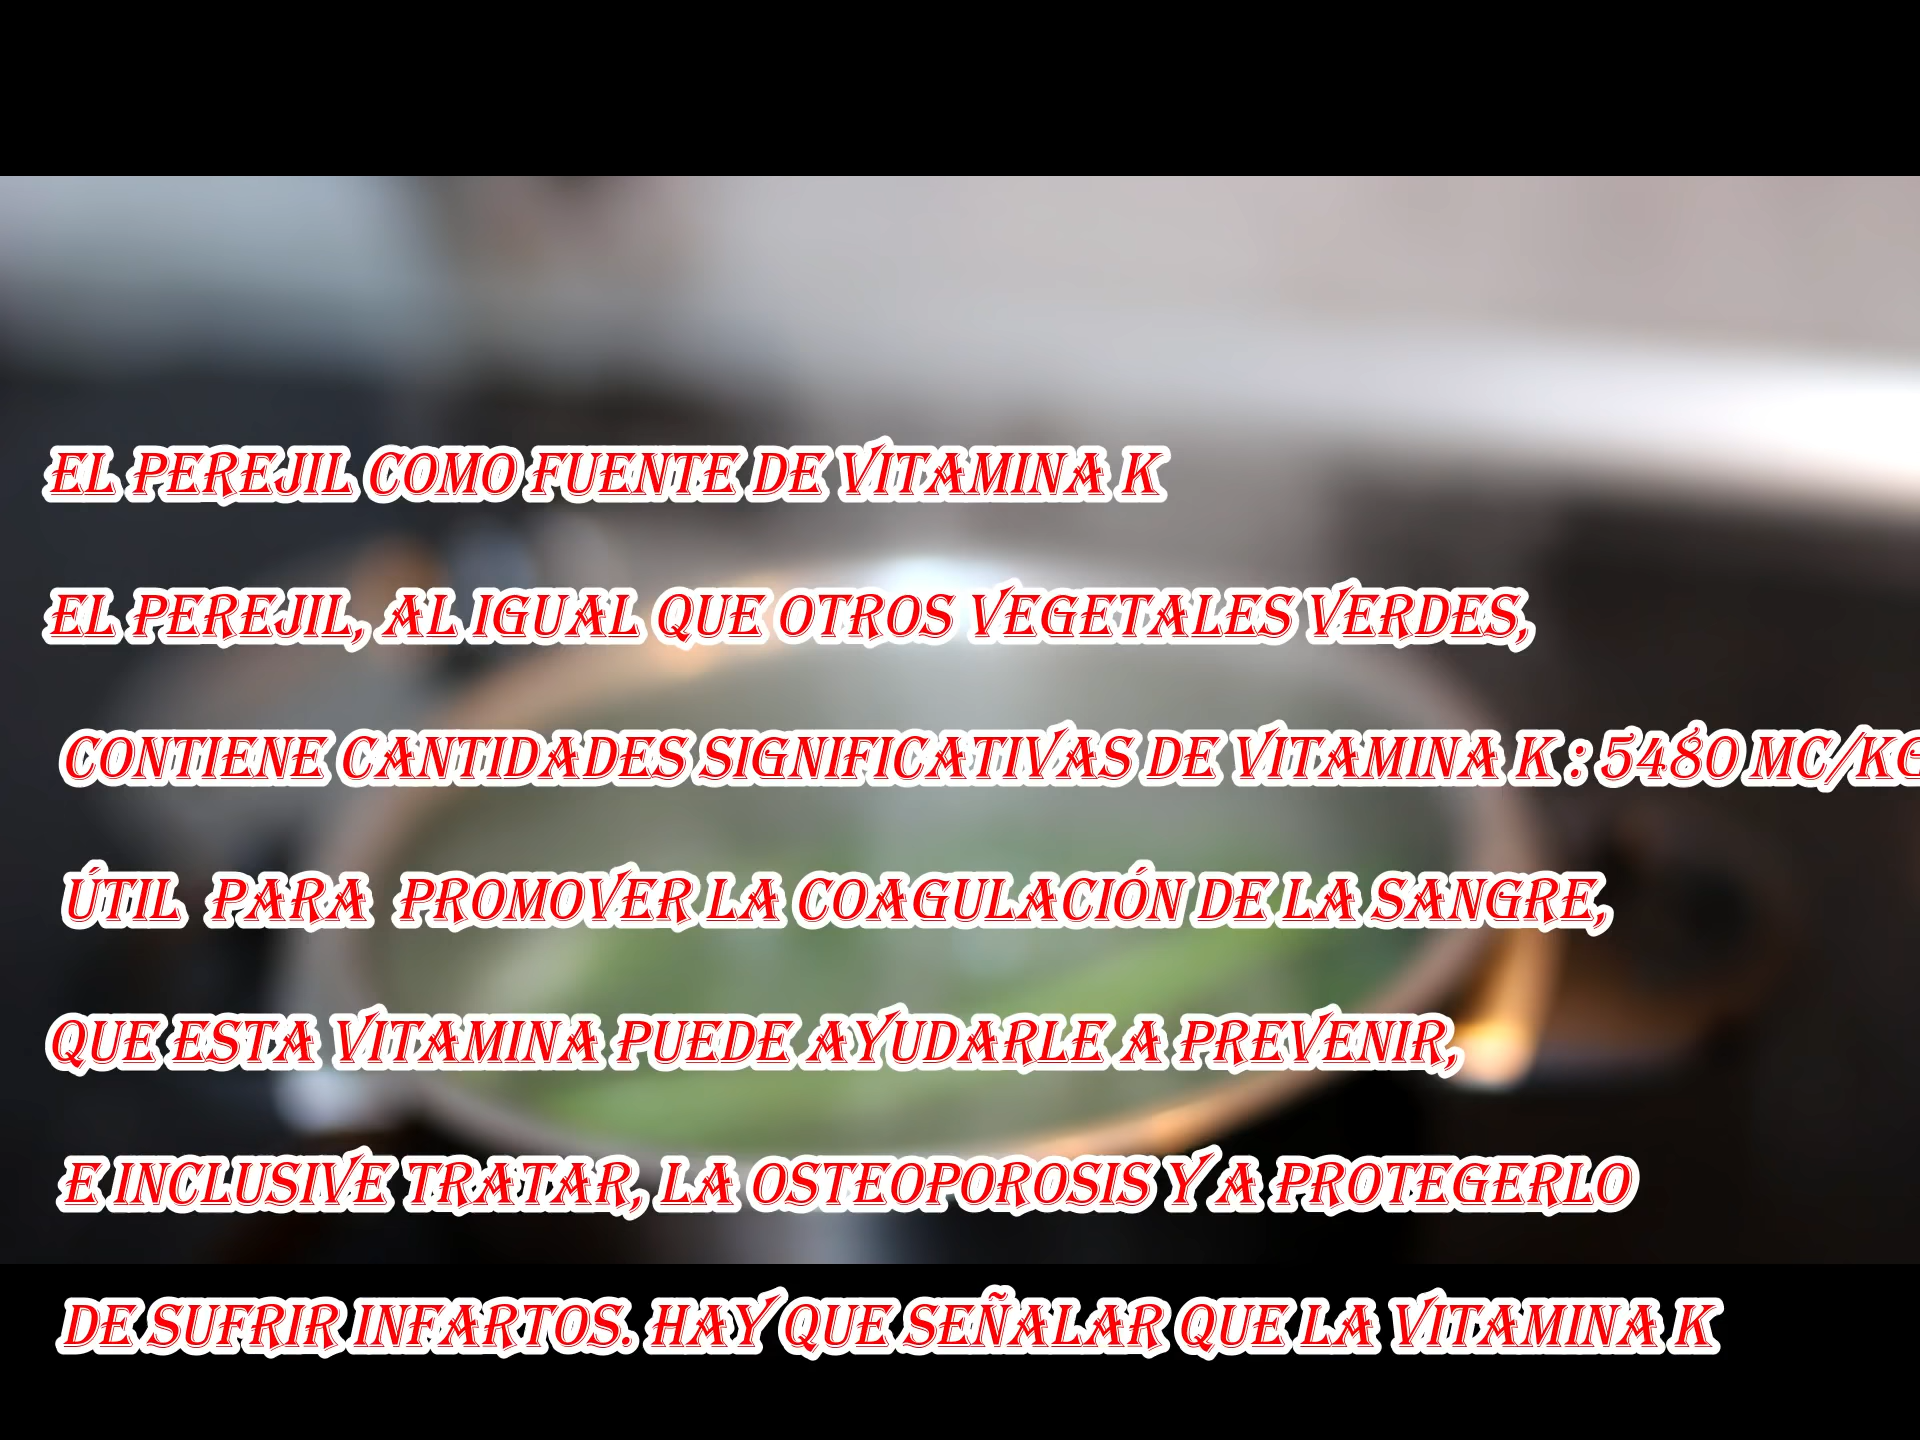 EL PEREJIL COMO FUENTE DE VITAMINA K
EL PEREJIL, AL IGUAL QUE OTROS VEGETALES VERDES,
CONTIENE CANTIDADES SIGNIFICATIVAS DE VITAMINA K : 5480 MC/KG
ÚTIL PARA PROMOVER LA COAGULACIÓN DE LA SANGRE,
QUE ESTA VITAMINA PUEDE AYUDARLE A PREVENIR,
E INCLUSIVE TRATAR, LA OSTEOPOROSIS Y A PROTEGERLO
DE SUFRIR INFARTOS. HAY QUE SEÑALAR QUE LA VITAMINA K